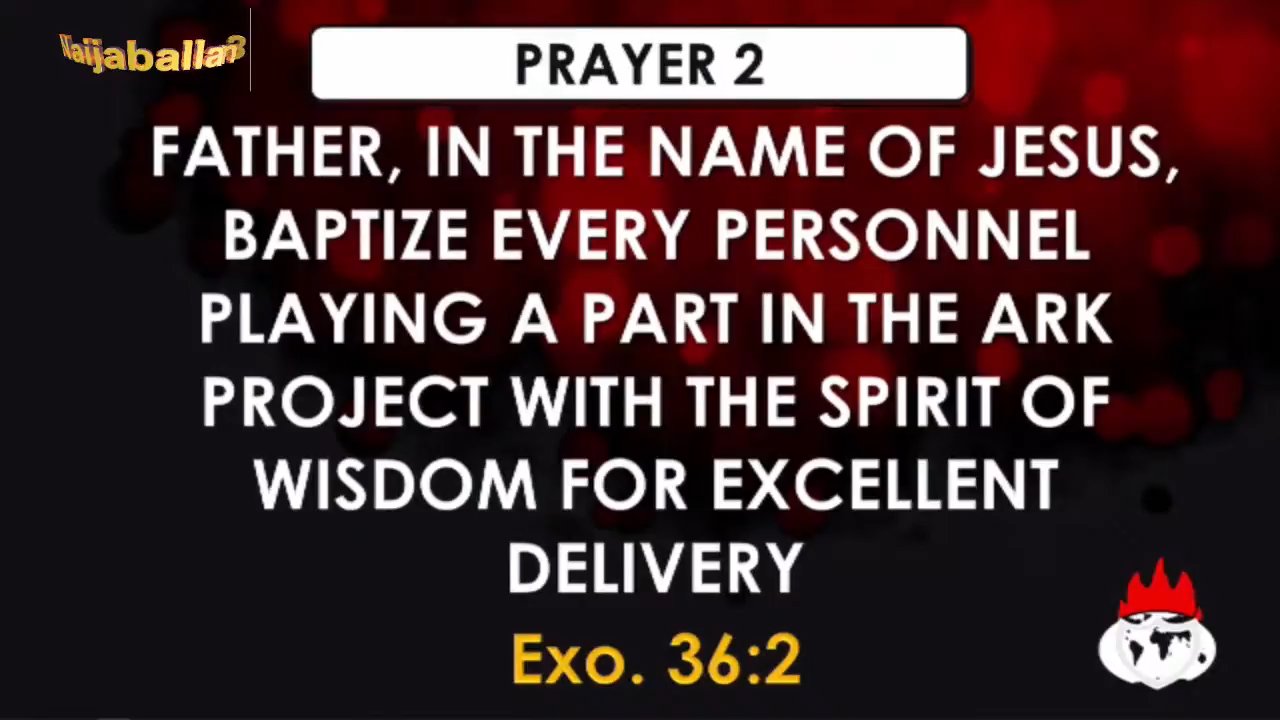 Naijaballan3
PRAYER 2
FATHER, IN THE NAME OF JESUS,
BAPTIZE EVERY PERSONNEL
PLAYING A PART IN THE ARK
PROJECT WITH THE SPIRIT OF
WISDOM FOR EXCELLENT
DELIVERY
Exo. 36:2